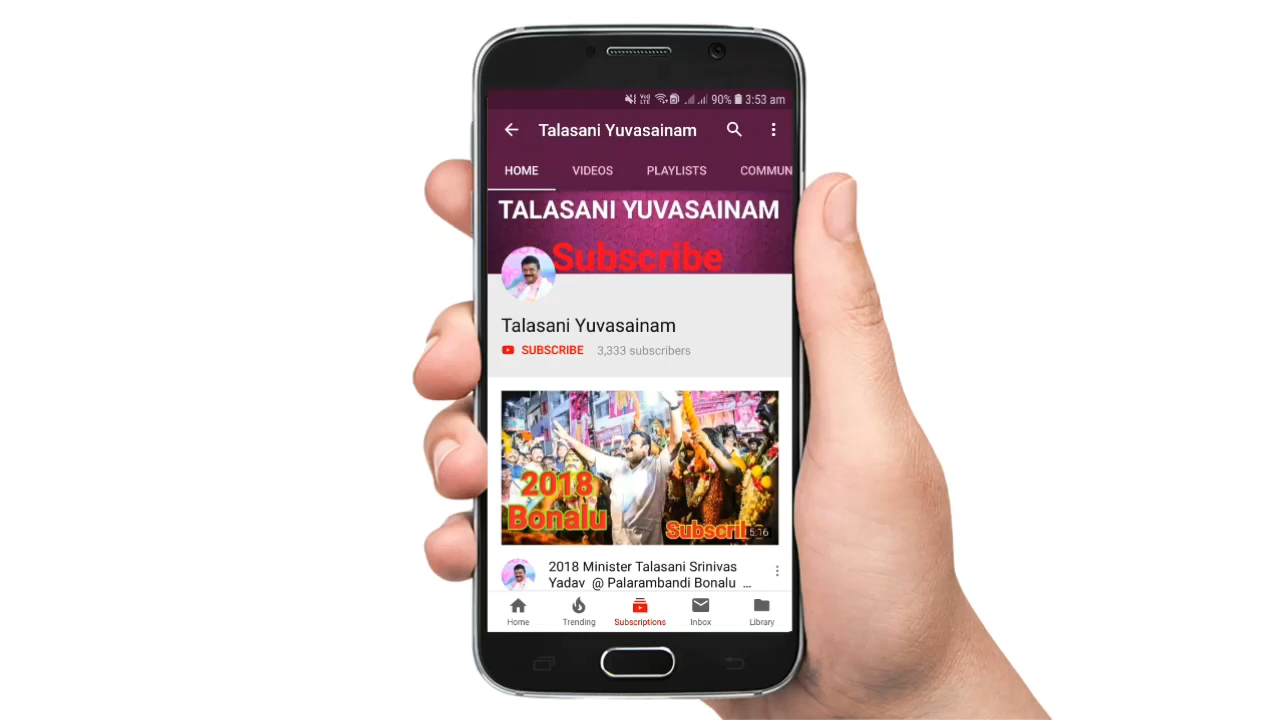 90% 3:53 am
Talasani Yuvasainam
HOME VIDEOS PLAYLISTS COMMUN
TALASANI YUVASAINAM
Subscribe
Talasani Yuvasainam
SUBSCRIBE 3,333 subscribers
2018
Bonalu
Subscrib
5:16
2018 Minister Talasani Srinivas
Yadav @ Palarambandi Bonalu ...
Home Trending Subscriptions Inbox Library